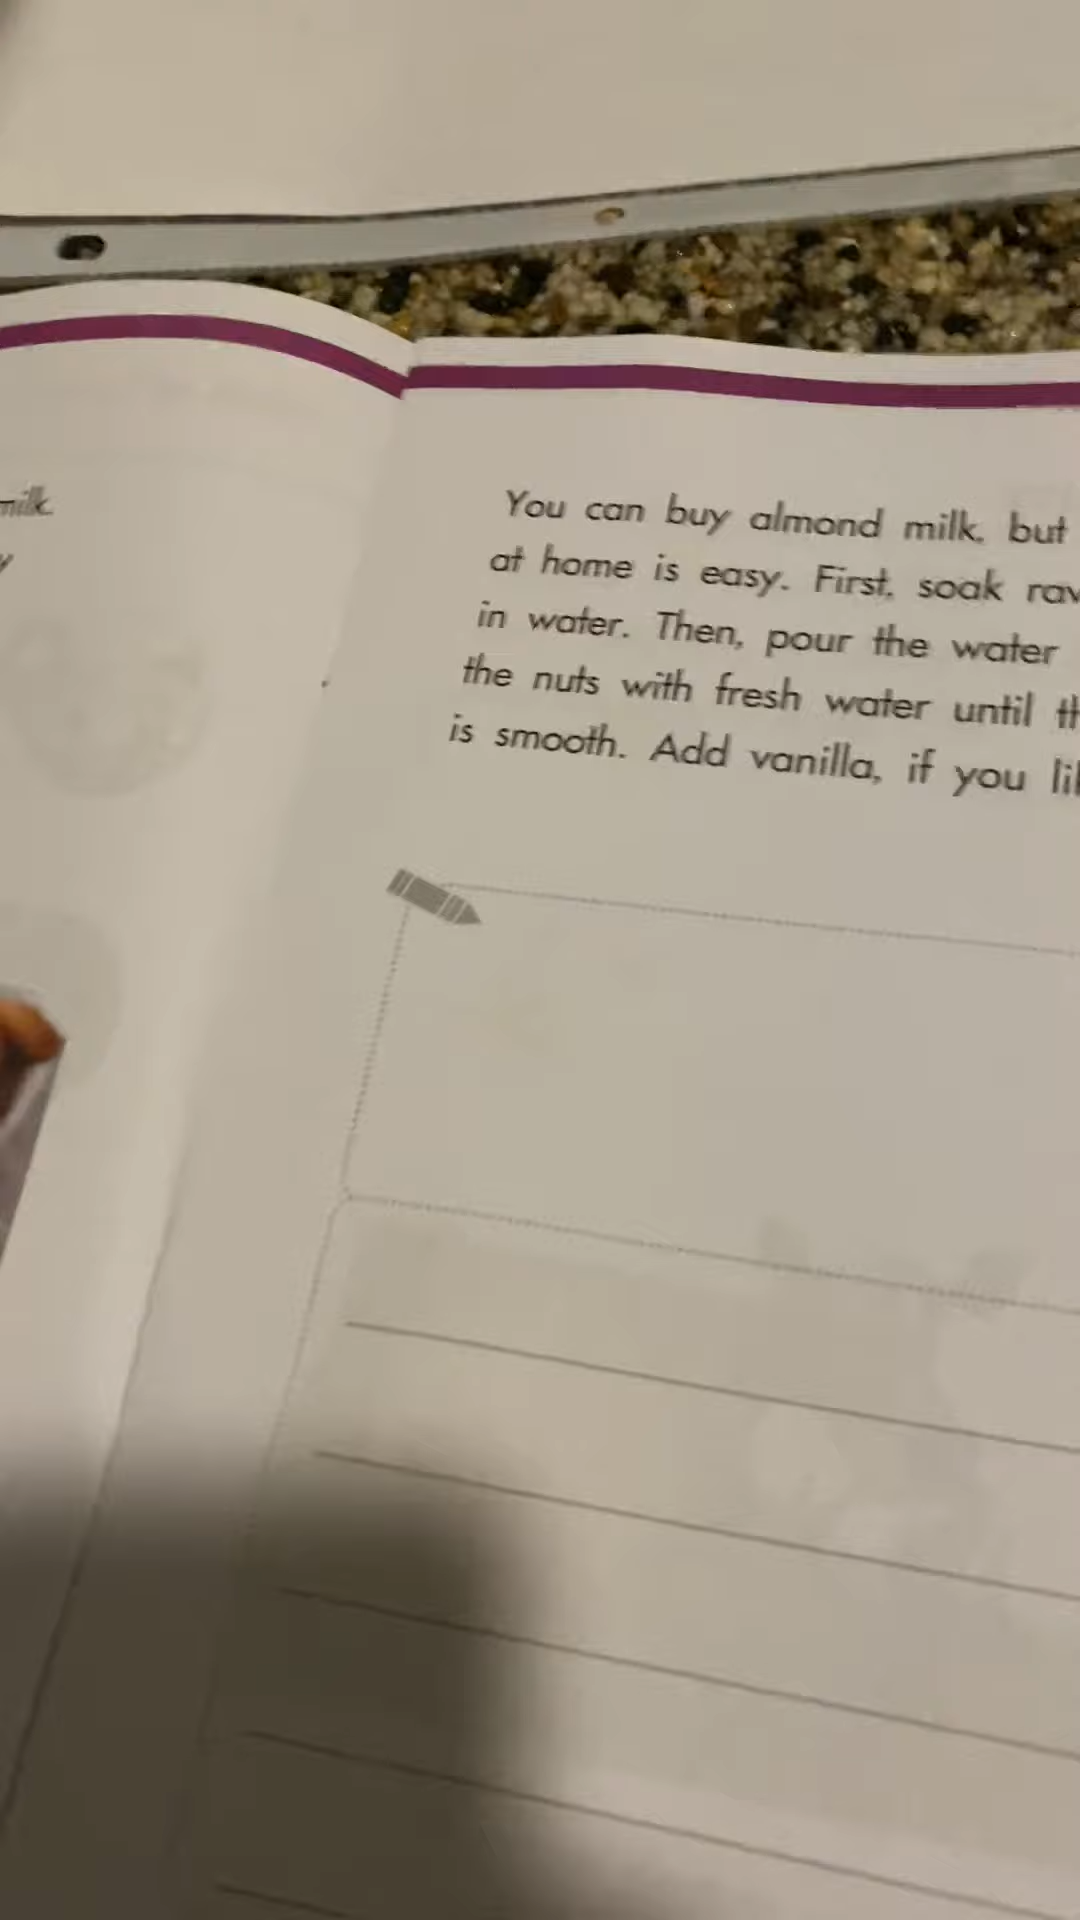 milk.
y
You can buy almond milk, but
at home is easy. First, soak
in water. Then, pour the water
the nuts with fresh water until
is smooth. Add vanilla, if you